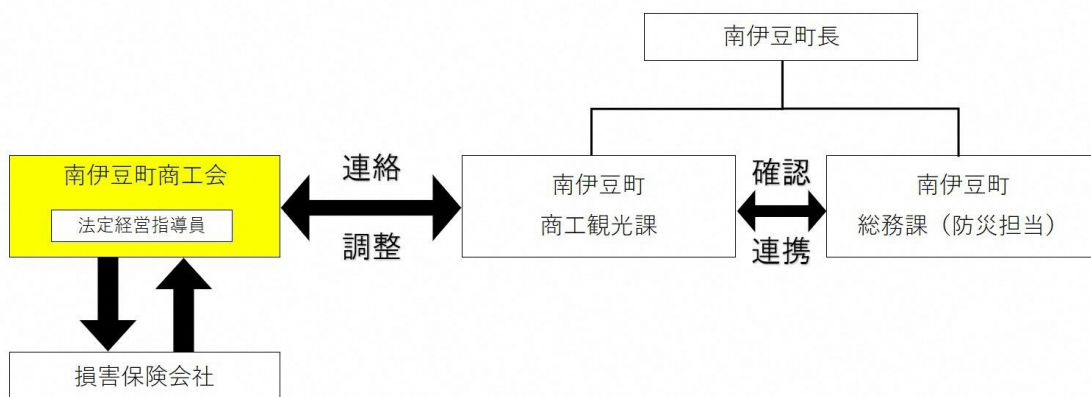 南伊豆町長
南伊豆町商工会
法定経営指導員
連絡
調整
南伊豆町
商工観光課
確認
連携
南伊豆町
総務課（防災担当）
損害保険会社